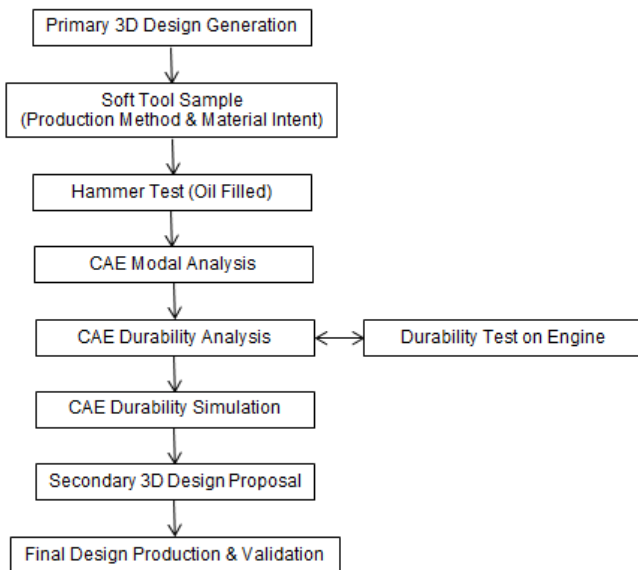 Primary 3D Design Generation
Soft Tool Sample
(Production Method & Material Intent)
Hammer Test (Oil Filled)
CAE Modal Analysis
CAE Durability Analysis
Durability Test on Engine
CAE Durability Simulation
Secondary 3D Design Proposal
Final Design Production & Validation